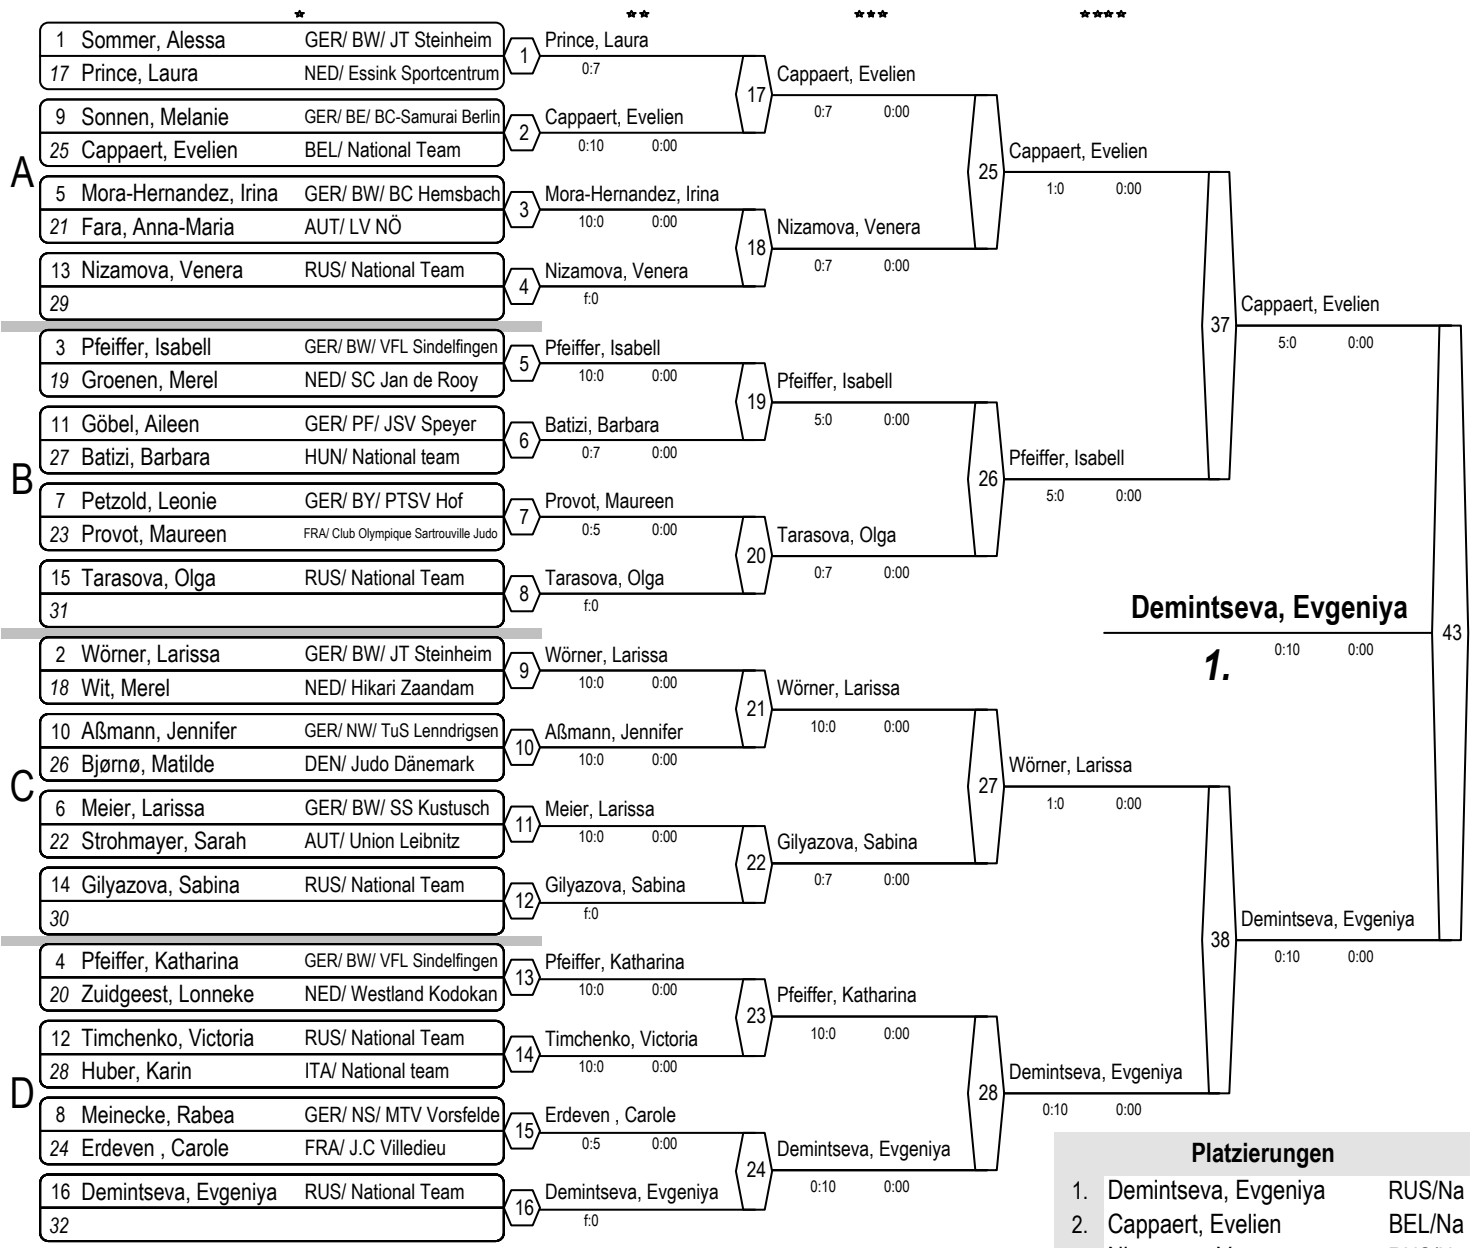 * ** *** ****
A
1 Sommer, Alessa GER/ BW/ JT Steinheim
17 Prince, Laura NED/ Essink Sportcentrum
9 Sonnen, Melanie GER/ BE/ BC-Samurai Berlin
25 Cappaert, Evelien BEL/ National Team
5 Mora-Hernandez, Irina GER/ BW/ BC Hemsbach
21 Fara, Anna-Maria AUT/ LV NÖ
13 Nizamova, Venera RUS/ National Team
29
B
3 Pfeiffer, Isabell GER/ BW/ VFL Sindelfingen
19 Groenen, Merel NED/ SC Jan de Rooy
11 Göbel, Aileen GER/ PF/ JSV Speyer
27 Batizi, Barbara HUN/ National team
7 Petzold, Leonie GER/ BY/ PTSV Hof
23 Provot, Maureen FRA/ Club Olympique Sartrouville Judo
15 Tarasova, Olga RUS/ National Team
31
C
2 Wörner, Larissa GER/ BW/ JT Steinheim
18 Wit, Merel NED/ Hikari Zaandam
10 Aßmann, Jennifer GER/ NW/ TuS Lenndrigsen
26 Bjørnø, Matilde DEN/ Judo Dänemark
6 Meier, Larissa GER/ BW/ SS Kustusch
22 Strohmayer, Sarah AUT/ Union Leibnitz
14 Gilyazova, Sabina RUS/ National Team
30
D
4 Pfeiffer, Katharina GER/ BW/ VFL Sindelfingen
20 Zuidgeest, Lonneke NED/ Westland Kodokan
12 Timchenko, Victoria RUS/ National Team
28 Huber, Karin ITA/ National team
8 Meinecke, Rabea GER/ NS/ MTV Vorsfelde
24 Erdeven , Carole FRA/ J.C Villedieu
16 Demintseva, Evgeniya RUS/ National Team
32
1 Prince, Laura
0:7
2 Cappaert, Evelien
0:10 0:00
3 Mora-Hernandez, Irina
10:0 0:00
4 Nizamova, Venera
f:0
5 Pfeiffer, Isabell
10:0 0:00
6 Batizi, Barbara
0:7 0:00
7 Provot, Maureen
0:5 0:00
8 Tarasova, Olga
f:0
9 Wörner, Larissa
10:0 0:00
10 Aßmann, Jennifer
10:0 0:00
11 Meier, Larissa
10:0 0:00
12 Gilyazova, Sabina
f:0
13 Pfeiffer, Katharina
10:0 0:00
14 Timchenko, Victoria
10:0 0:00
15 Erdeven , Carole
0:5 0:00
16 Demintseva, Evgeniya
f:0
17 Cappaert, Evelien
0:7 0:00
18 Nizamova, Venera
0:7 0:00
19 Pfeiffer, Isabell
5:0 0:00
20 Tarasova, Olga
0:7 0:00
21 Wörner, Larissa
10:0 0:00
22 Gilyazova, Sabina
0:7 0:00
23 Pfeiffer, Katharina
10:0 0:00
24 Demintseva, Evgeniya
0:10 0:00
25 Cappaert, Evelien
1:0 0:00
26 Pfeiffer, Isabell
5:0 0:00
27 Wörner, Larissa
1:0 0:00
28 Demintseva, Evgeniya
0:10 0:00
37 Cappaert, Evelien
5:0 0:00
38 Demintseva, Evgeniya
0:10 0:00
43 Demintseva, Evgeniya
1. 0:10 0:00
Platzierungen
1. Demintseva, Evgeniya RUS/Na
2. Cappaert, Evelien BEL/Na